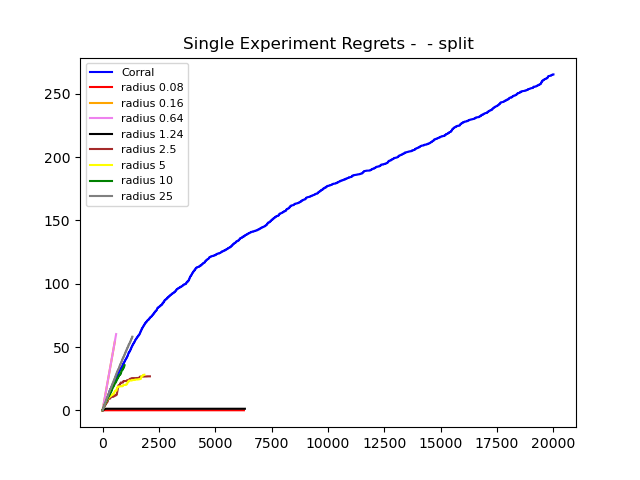 Single Experiment Regrets -  - split
Corral
radius 0.08
radius 0.16
radius 0.64
radius 1.24
radius 2.5
radius 5
radius 10
radius 25
250
200
150
100
50
0
0 2500 5000 7500 10000 12500 15000 17500 20000